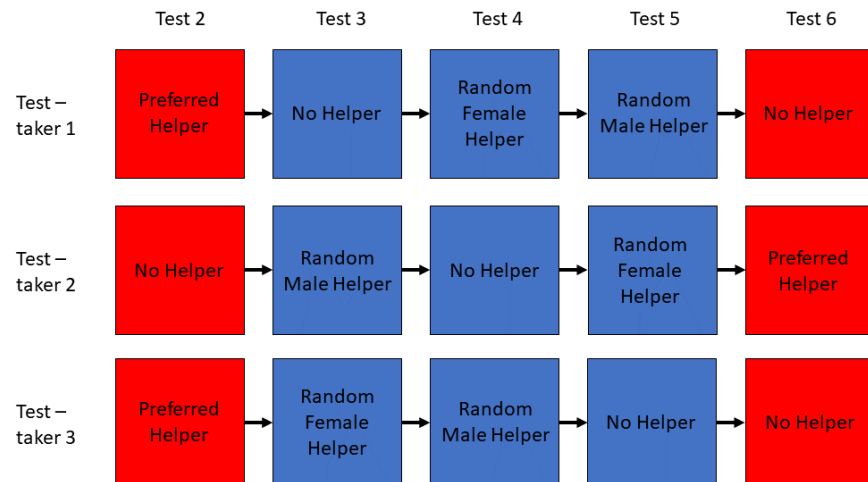 Test 2 Test 3 Test 4 Test 5 Test 6
Test –
taker 1
Preferred
Helper
No Helper
Random
Female
Helper
Random
Male Helper
No Helper
Test –
taker 2
No Helper
Random
Male Helper
No Helper
Random
Female
Helper
Preferred
Helper
Test –
taker 3
Preferred
Helper
Random
Female
Helper
Random
Male Helper
No Helper
No Helper